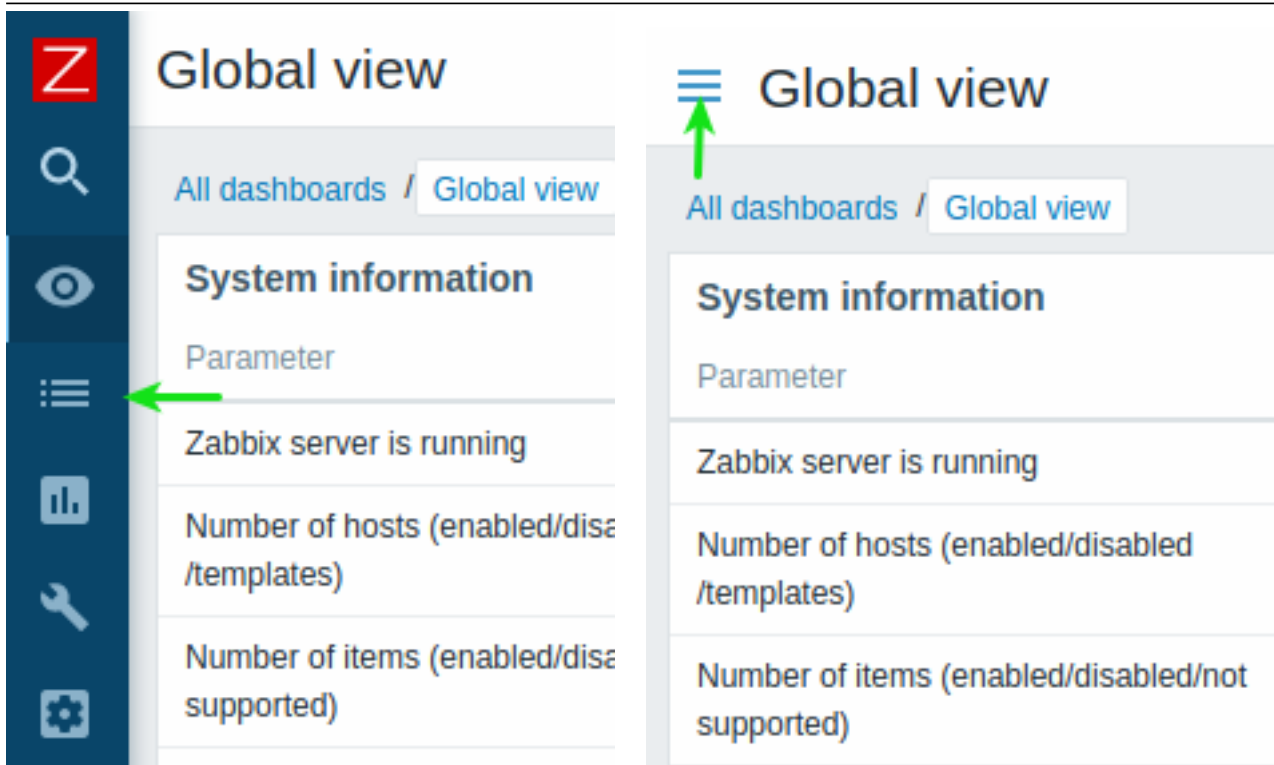 Z
Global view
All dashboards / Global view
System information
Parameter
Zabbix server is running
Number of hosts (enabled/disa
/templates)
Number of items (enabled/disa
supported)
Global view
All dashboards / Global view
System information
Parameter
Zabbix server is running
Number of hosts (enabled/disabled
/templates)
Number of items (enabled/disabled/not
supported)